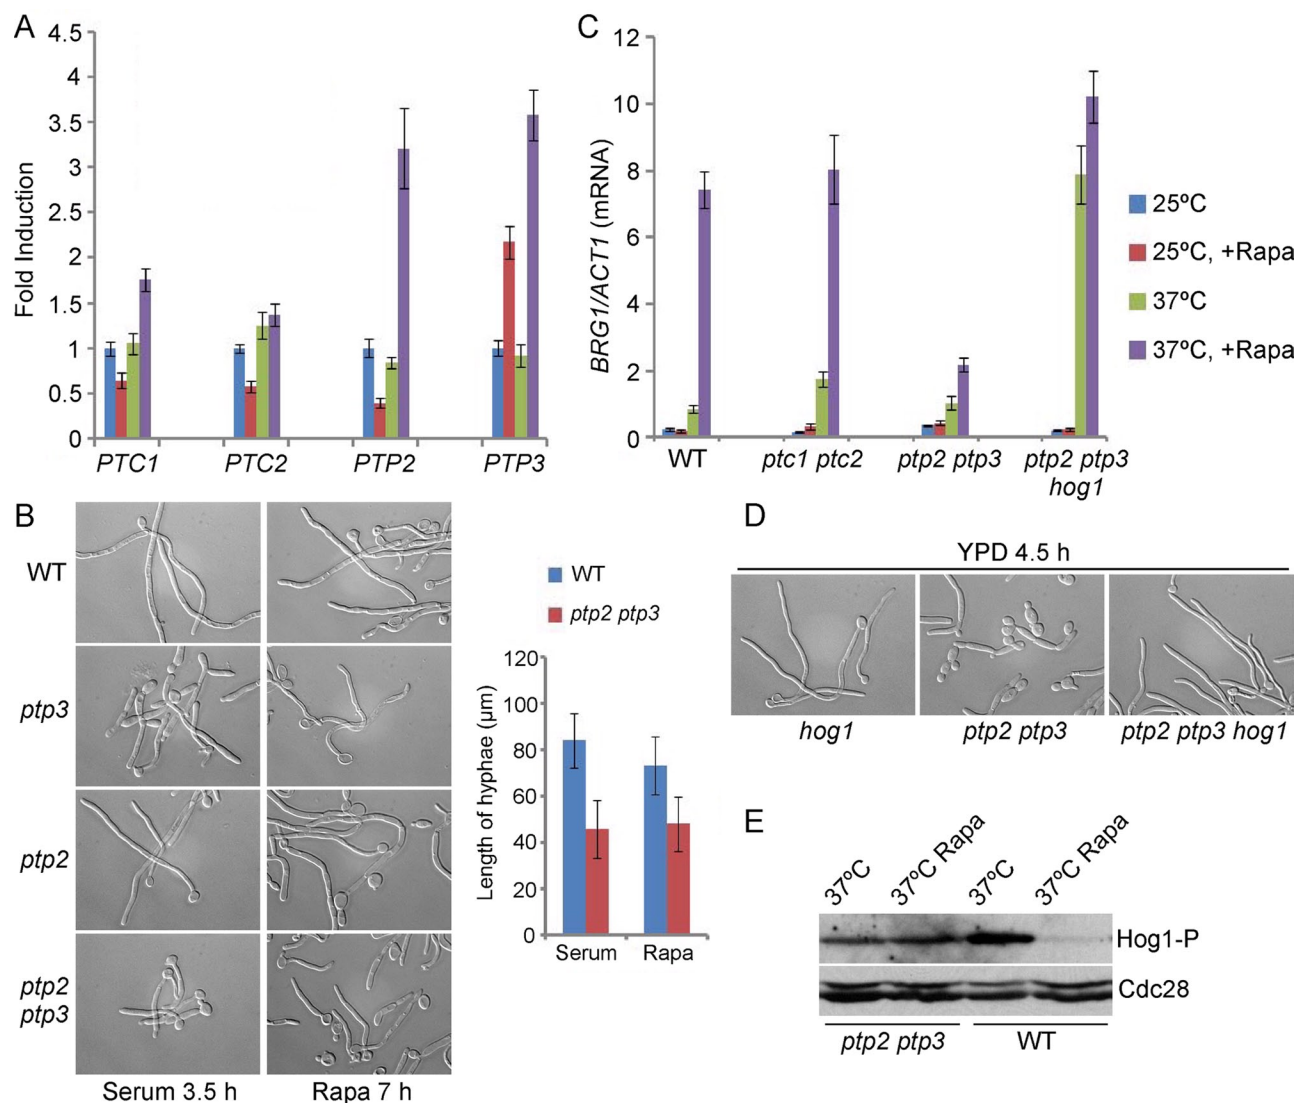 A
4.5
4
3.5
3
2.5
2
1.5
1
0.5
0
Fold Induction
PTC1 PTC2 PTP2 PTP3
C
12
10
8
6
4
2
0
BRG1/ACT1 (mRNA)
WT ptc1 ptc2 ptp2 ptp3 ptp2 ptp3
hog1
25ºC
25ºC, +Rapa
37ºC
37ºC, +Rapa
B
WT
ptp3
ptp2
ptp2
ptp3
Serum 3.5 h Rapa 7 h
WT
ptp2 ptp3
120
100
80
60
40
20
0
Length of hyphae (µm)
Serum Rapa
D
YPD 4.5 h
hog1 ptp2 ptp3 ptp2 ptp3 hog1
E
37ºC 37ºC Rapa 37ºC 37ºC Rapa
Hog1-P
Cdc28
ptp2 ptp3 WT